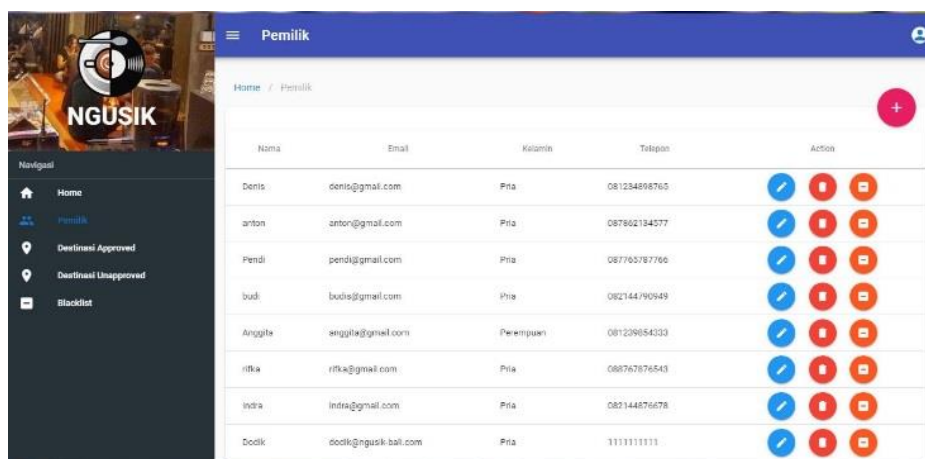 NGUSIK
Pemilik
Home / Pemilik
Navigasi
Home
Pemilik
Destinasi Approved
Destinasi Unapproved
Blacklist
Nama Email Kelamin Telepon Action
Denis denis@gmail.com Pria 081234898765
anton anton@gmail.com Pria 087862134577
Pendi pendi@gmail.com Pria 087765787766
budi budis@gmail.com Pria 082144790949
Anggita anggita@gmail.com Perempuan 081239854333
rifka rifka@gmail.com Pria 088767876543
indra indra@gmail.com Pria 082144876678
Dodik dodik@ngusik-bali.com Pria 1111111111